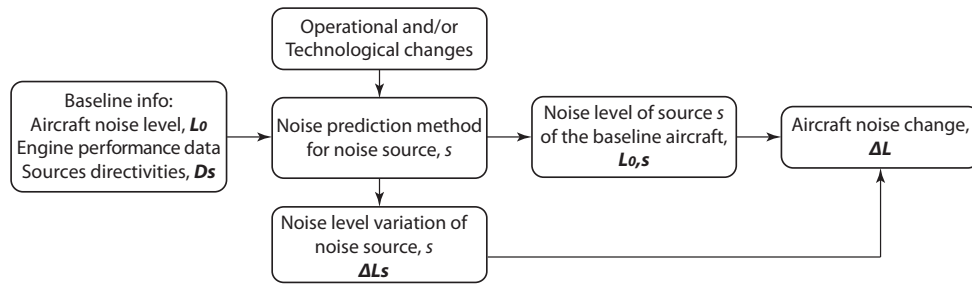 Operational and/or
Technological changes
Baseline info:
Aircraft noise level, L0
Engine performance data
Sources directivities, Ds
Noise prediction method
for noise source, s
Noise level of source s
of the baseline aircraft,
L0,s
Aircraft noise change,
ΔL
Noise level variation of
noise source, s
ΔLs